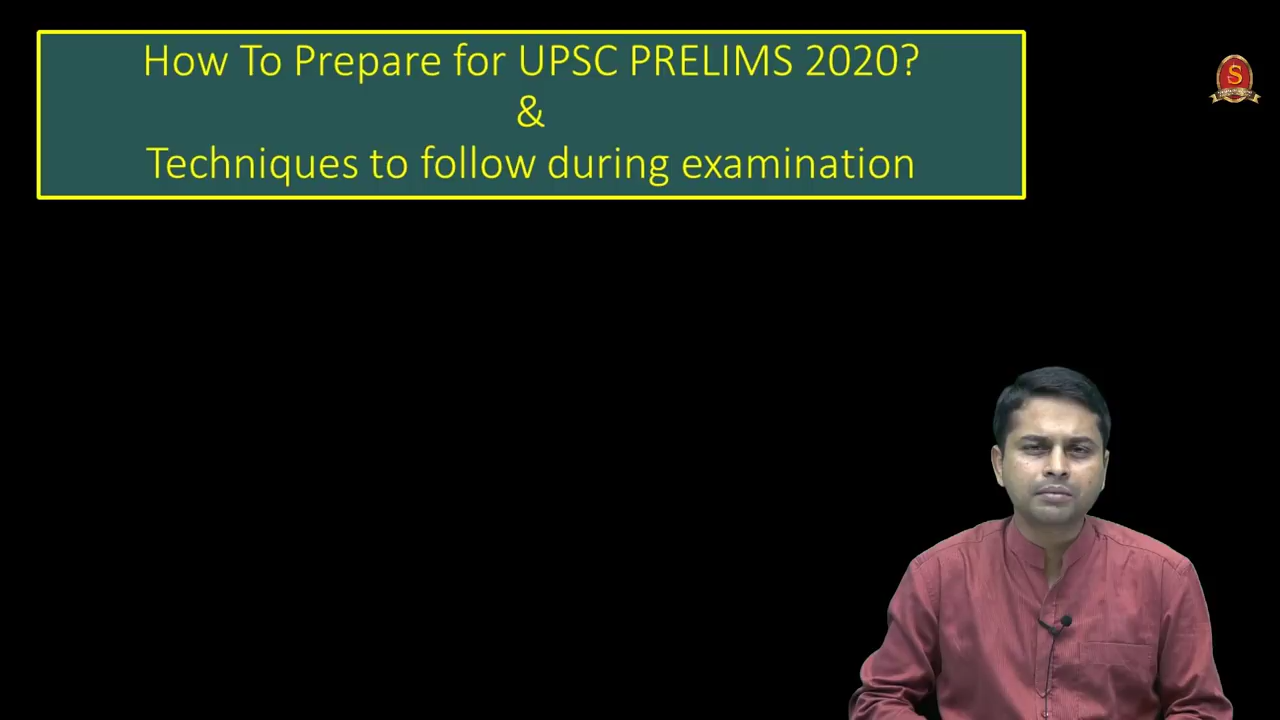 How To Prepare for UPSC PRELIMS 2020?
&
Techniques to follow during examination
S